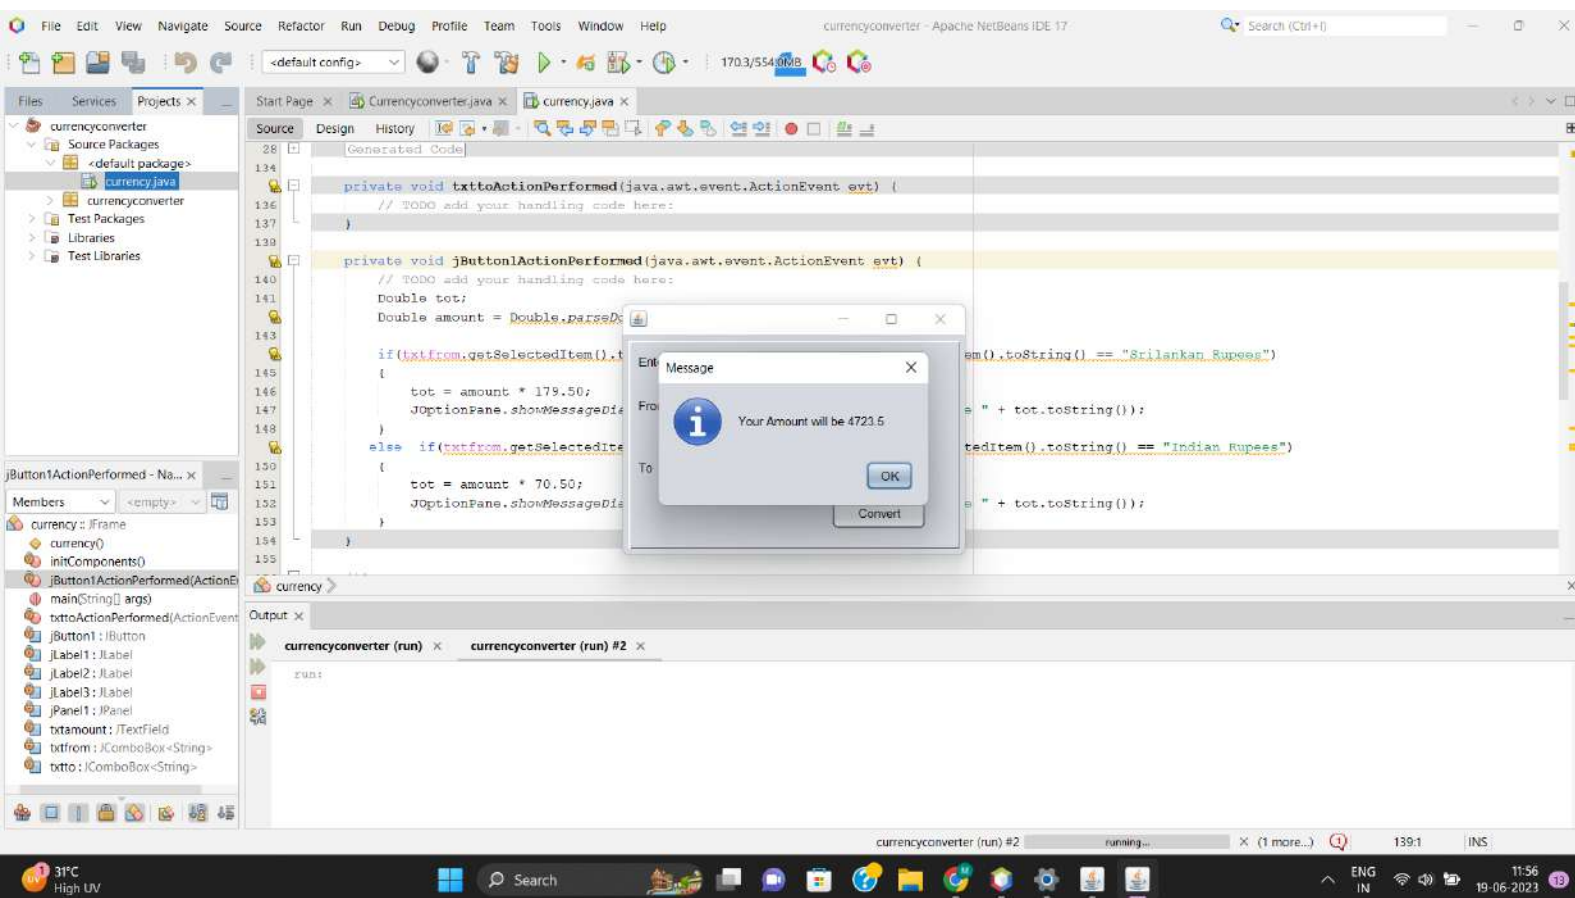 File Edit View Navigate Source Refactor Run Debug Profile Team Tools Window Help
currencyconverter - Apache NetBeans IDE 17
Search (Ctrl+I)
<default config>
170.3/554.0MB
Files Services Projects
currencyconverter
Source Packages
<default package>
currency.java
currencyconverter
Test Packages
Libraries
Test Libraries
Start Page Currencyconverter.java currency.java
Source Design History
28 Generated Code
134
private void txttoActionPerformed(java.awt.event.ActionEvent evt) {
136 // TODO add your handling code here:
137 }
138
private void jButton1ActionPerformed(java.awt.event.ActionEvent evt) {
140 // TODO add your handling code here:
141 Double tot;
Double amount = Double.parseDo
143
if(txtfrom.getSelectedItem().t em().toString() == "Srilankan Rupees")
145 {
146 tot = amount * 179.50;
147 JOptionPane.showMessageDia e " + tot.toString());
148 }
else if(txtfrom.getSelectedIte tedItem().toString() == "Indian Rupees")
150 {
151 tot = amount * 70.50;
152 JOptionPane.showMessageDia e " + tot.toString());
153 }
154 }
155
Ente
Fro
To
Convert
Message
Your Amount will be 4723.5
OK
jButton1ActionPerformed - Na...
Members <empty>
currency :: JFrame
currency()
initComponents()
jButton1ActionPerformed(ActionE
main(String[] args)
txttoActionPerformed(ActionEvent
jButton1 : JButton
jLabel1 : JLabel
jLabel2 : JLabel
jLabel3 : JLabel
jPanel1 : JPanel
txtamount : JTextField
txtfrom : JComboBox<String>
txtto : JComboBox<String>
currency
Output
currencyconverter (run) currencyconverter (run) #2
run:
currencyconverter (run) #2 running... (1 more...) 139:1 INS
31°C
High UV
Search
ENG
IN
11:56
19-06-2023
13